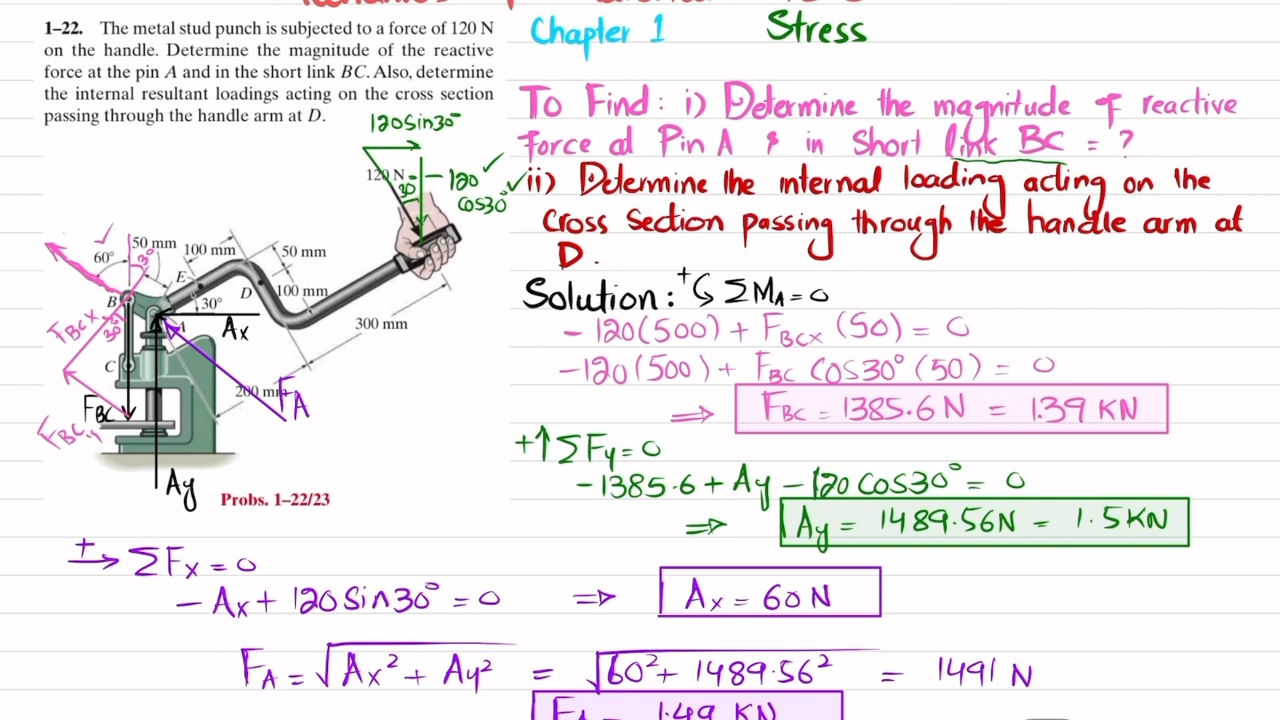 Chapter 1 Stress
1–22. The metal stud punch is subjected to a force of 120 N
on the handle. Determine the magnitude of the reactive
force at the pin A and in the short link BC. Also, determine
the internal resultant loadings acting on the cross section
passing through the handle arm at D.
120 Sin30°
120 N
30
120 cos30°
50 mm
60°
30°
100 mm
50 mm
E
B
30°
D
100 mm
FBCx
30°
A
Ax
300 mm
C
200 mm
FA
FBC
FBCy
Ay
Probs. 1–22/23
To Find: i) Determine the magnitude of reactive
Force at Pin A & in Short link BC = ?
ii) Determine the internal loading acting on the
Cross Section passing through the handle arm at
D.
Solution: +↺ ΣMA = 0
-120(500) + FBCx (50) = 0
-120(500) + FBC COS30° (50) = 0
⇒ FBC = 1385.6 N = 1.39 KN
+↑ ΣFy = 0
-1385.6 + Ay - 120 COS30° = 0
⇒ Ay = 1489.56N = 1.5KN
+→ ΣFx = 0
- Ax + 120 Sin30° = 0 ⇒ Ax = 60 N
FA = √Ax² + Ay² = √60² + 1489.56² = 1491 N
FA = 1.49 KN